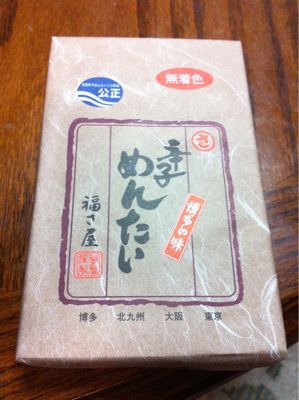 公正
無着色
さ
辛子
めんたい
博多の味
福さ屋
博多 北九州 大阪 東京